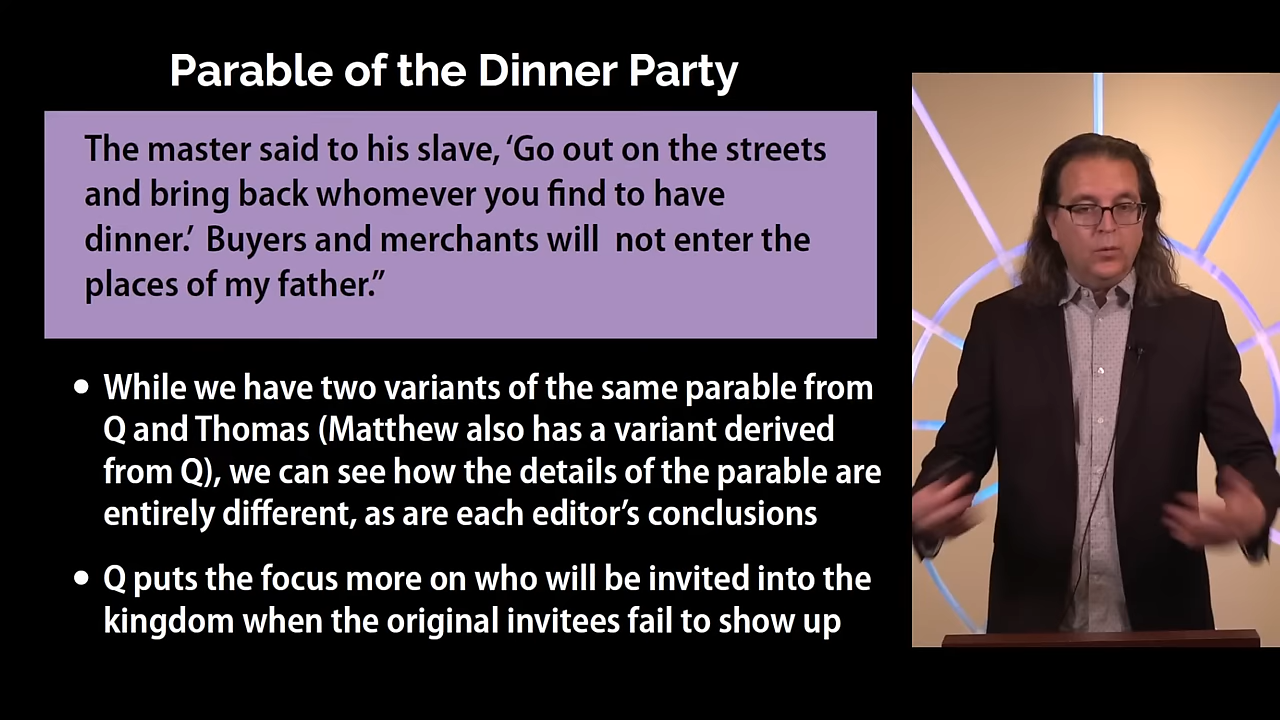 Parable of the Dinner Party
The master said to his slave, ‘Go out on the streets
and bring back whomever you find to have
dinner.’ Buyers and merchants will not enter the
places of my father.”
• While we have two variants of the same parable from
Q and Thomas (Matthew also has a variant derived
from Q), we can see how the details of the parable are
entirely different, as are each editor’s conclusions
• Q puts the focus more on who will be invited into the
kingdom when the original invitees fail to show up